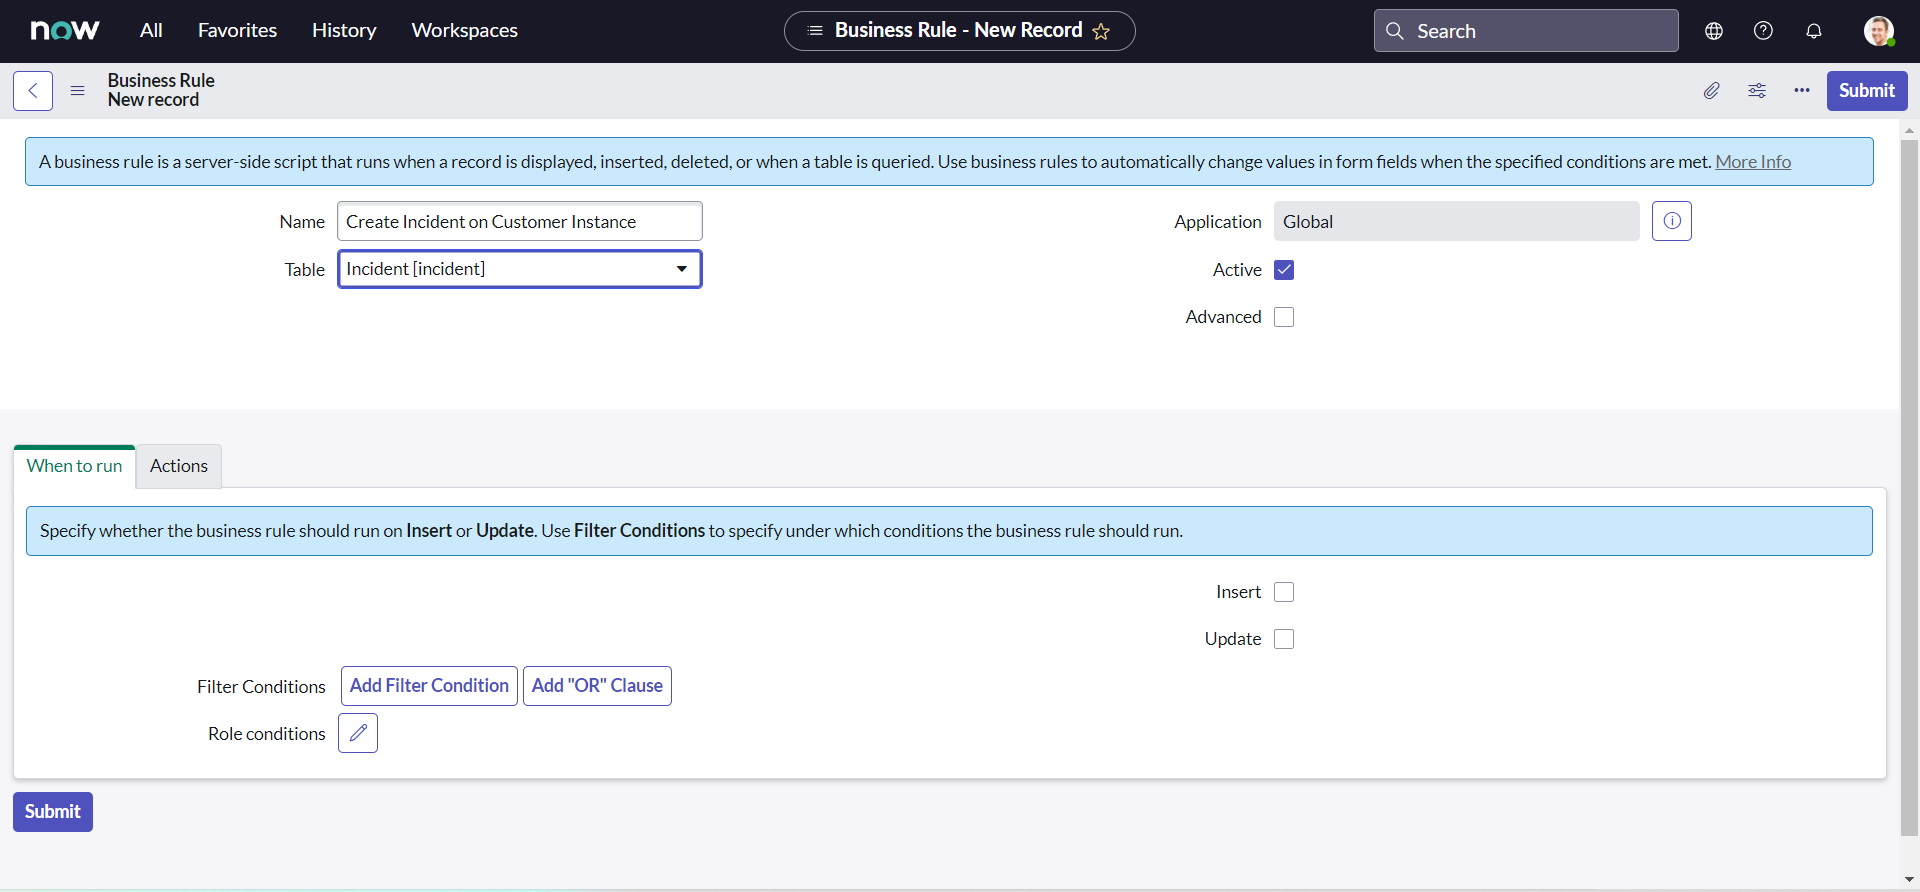 now All Favorites History Workspaces Business Rule - New Record Search
Business Rule
New record
Submit
A business rule is a server-side script that runs when a record is displayed, inserted, deleted, or when a table is queried. Use business rules to automatically change values in form fields when the specified conditions are met. More Info
Name Create Incident on Customer Instance
Application Global
Table Incident [incident]
Active
Advanced
When to run Actions
Specify whether the business rule should run on Insert or Update. Use Filter Conditions to specify under which conditions the business rule should run.
Insert
Update
Filter Conditions Add Filter Condition Add "OR" Clause
Role conditions
Submit